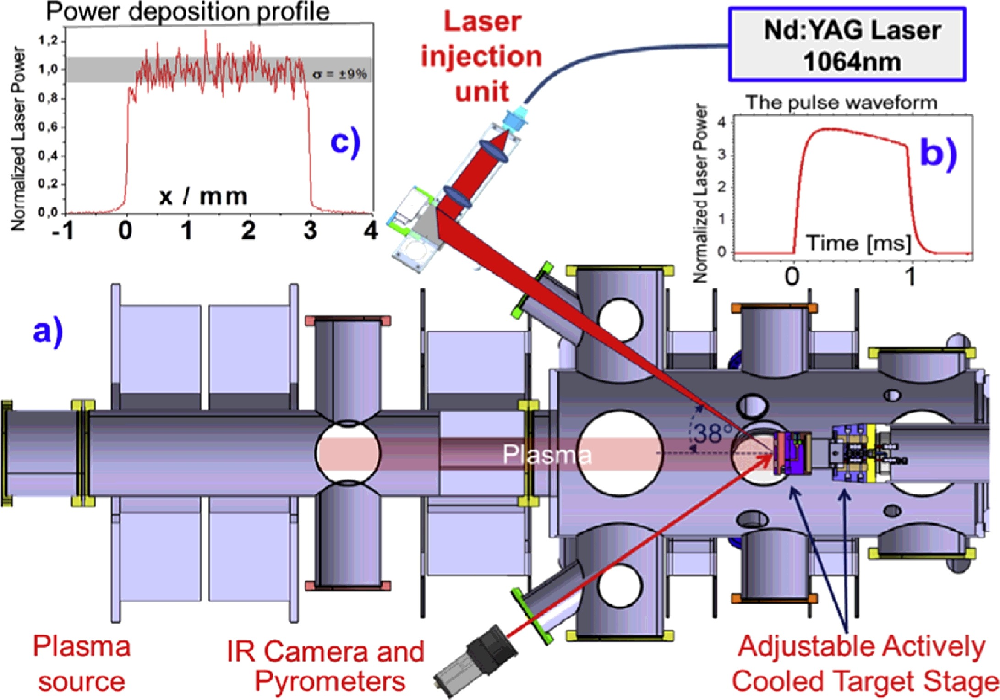 Power deposition profile
Normalized Laser Power
1,2
1,0
0,8
0,6
0,4
0,2
0,0
σ = ±9%
c)
x / mm
-1 0 1 2 3 4
Laser
injection
unit
Nd:YAG Laser
1064nm
The pulse waveform
Normalized Laser Power
4
3
2
1
0
b)
Time [ms]
0 1
a)
38°
Plasma
Plasma
source
IR Camera and
Pyrometers
Adjustable Actively
Cooled Target Stage